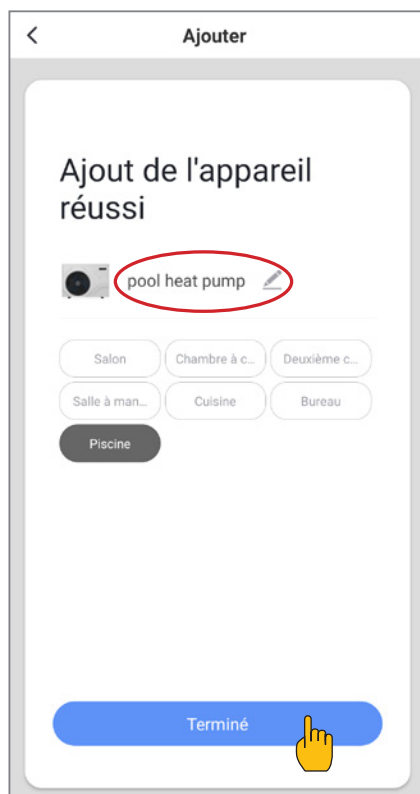 Ajouter
Ajout de l'appareil
réussi
pool heat pump
Salon Chambre à c... Deuxième c...
Salle à man... Cuisine Bureau
Piscine
Terminé